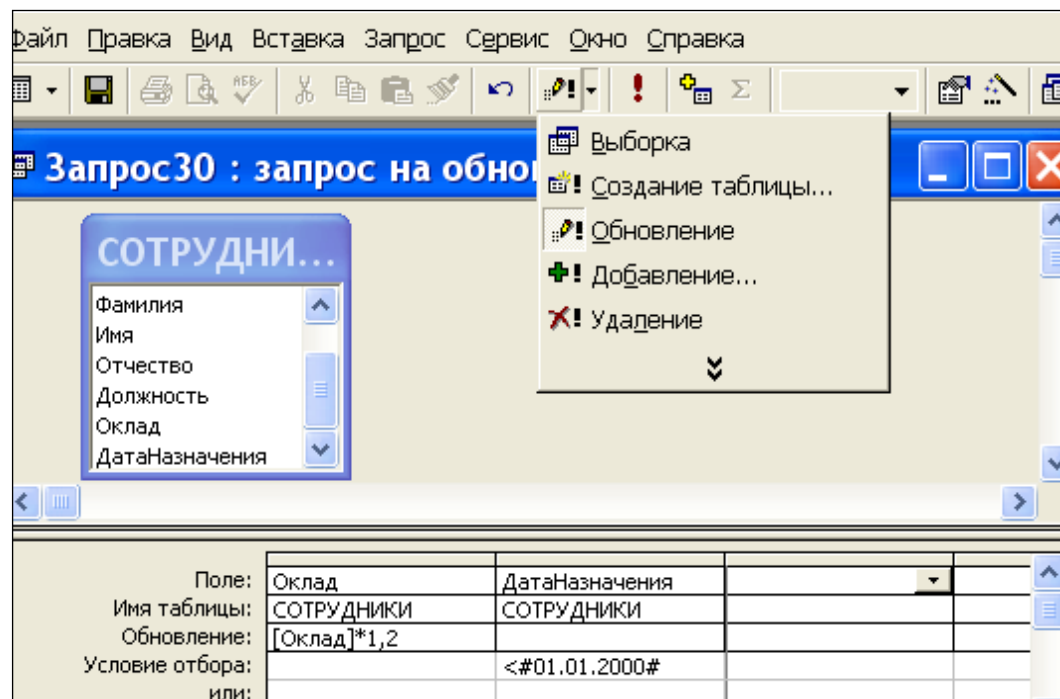 Файл Правка Вид Вставка Запрос Сервис Окно Справка
Запрос30 : запрос на обно
Выборка
Создание таблицы...
Обновление
Добавление...
Удаление
СОТРУДНИ...
Фамилия
Имя
Отчество
Должность
Оклад
ДатаНазначения
Поле: Оклад ДатаНазначения
Имя таблицы: СОТРУДНИКИ СОТРУДНИКИ
Обновление: [Оклад]*1,2
Условие отбора: <#01.01.2000#
или: